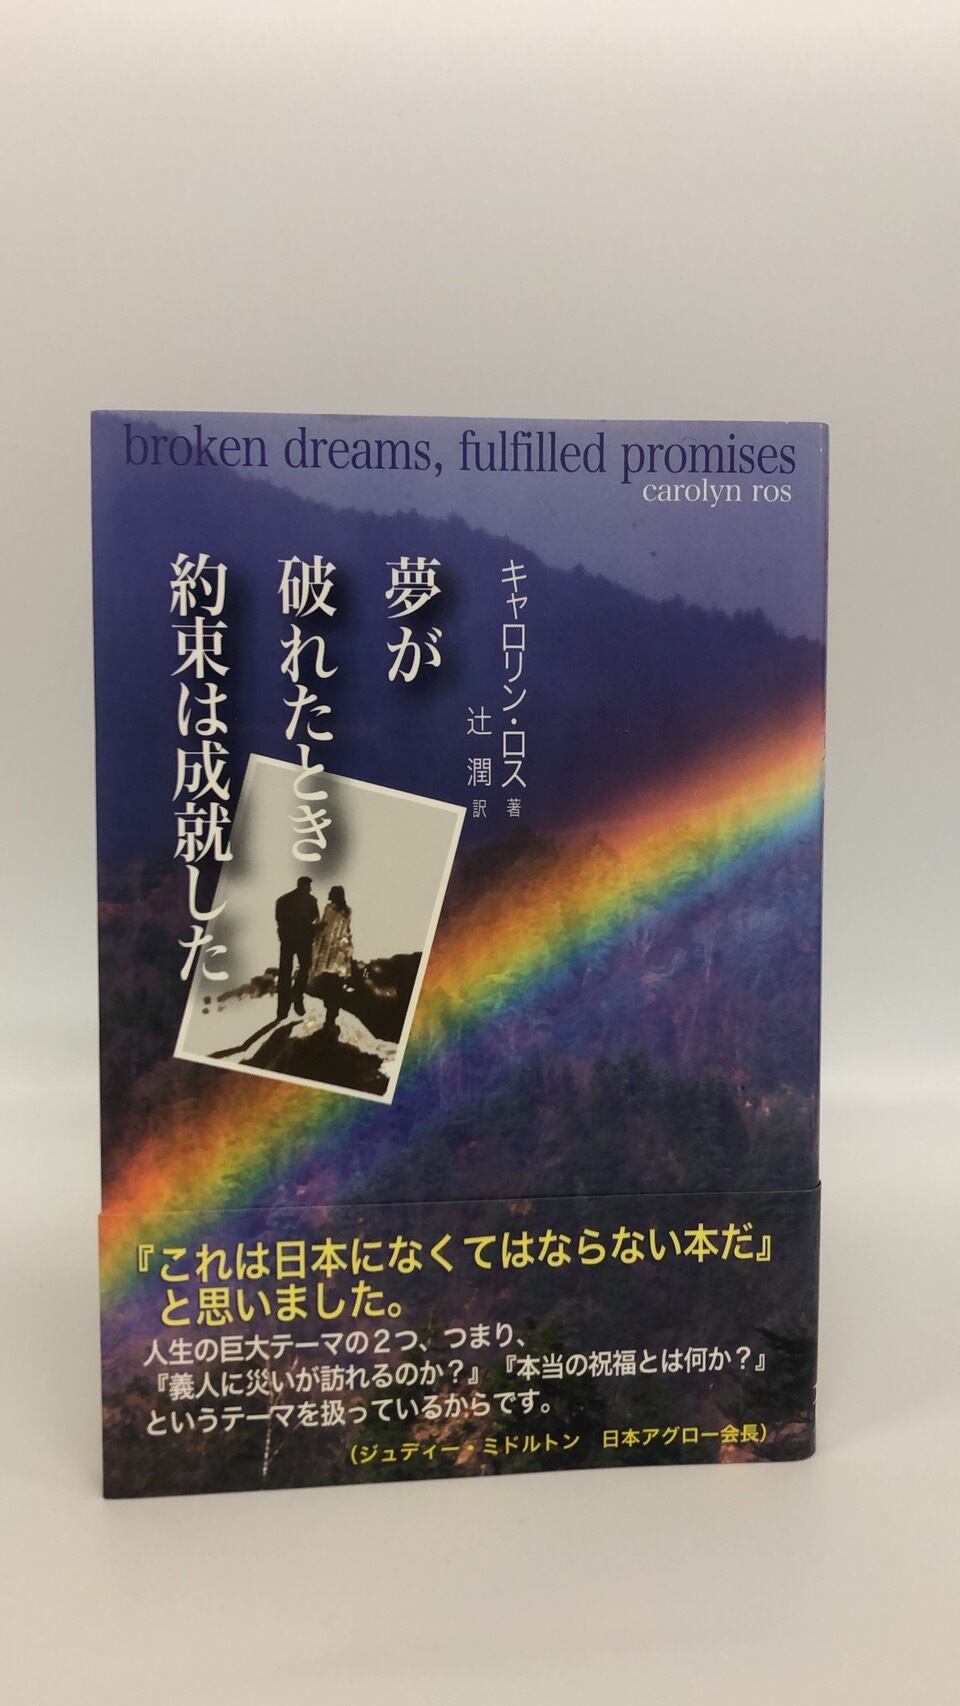 broken dreams, fulfilled promises
carolyn ros
キャロリン・ロス 著
辻 潤 訳
夢が
破れたとき
約束は成就した
『これは日本になくてはならない本だ』
と思いました。
人生の巨大テーマの2つ、つまり、
『義人に災いが訪れるのか？』『本当の祝福とは何か？』
というテーマを扱っているからです。
（ジュディー・ミドルトン 日本アグロー会長）